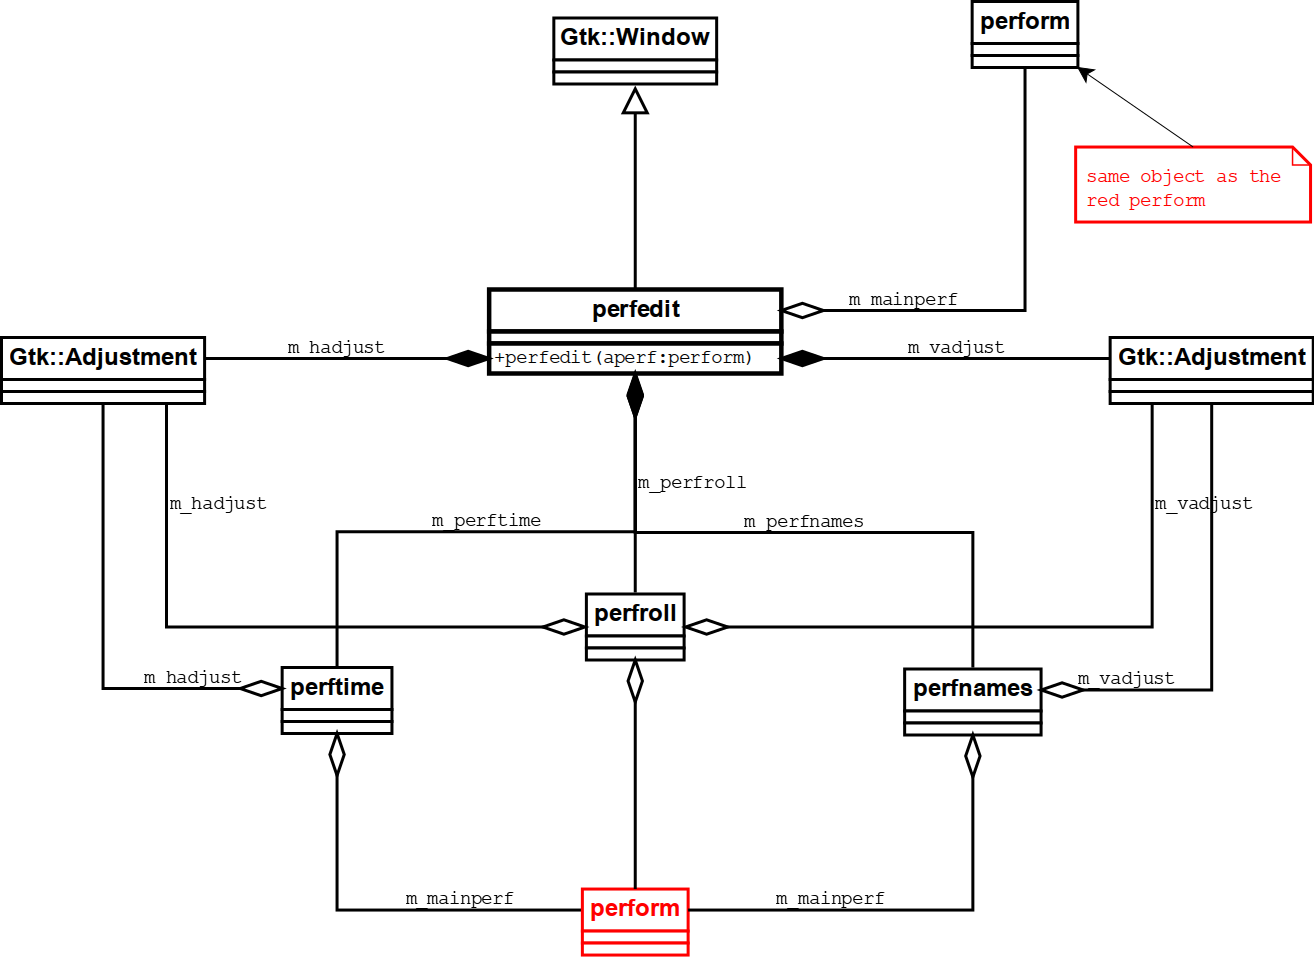 Gtk::Window
perform
same object as the
red perform
perfedit
m_mainperf
+perfedit(aperf:perform)
Gtk::Adjustment
m_hadjust
m_vadjust
Gtk::Adjustment
m_perfroll
m_hadjust
m_vadjust
m_perftime
m_perfnames
perfroll
m_hadjust
perftime
perfnames
m_vadjust
m_mainperf
perform
m_mainperf